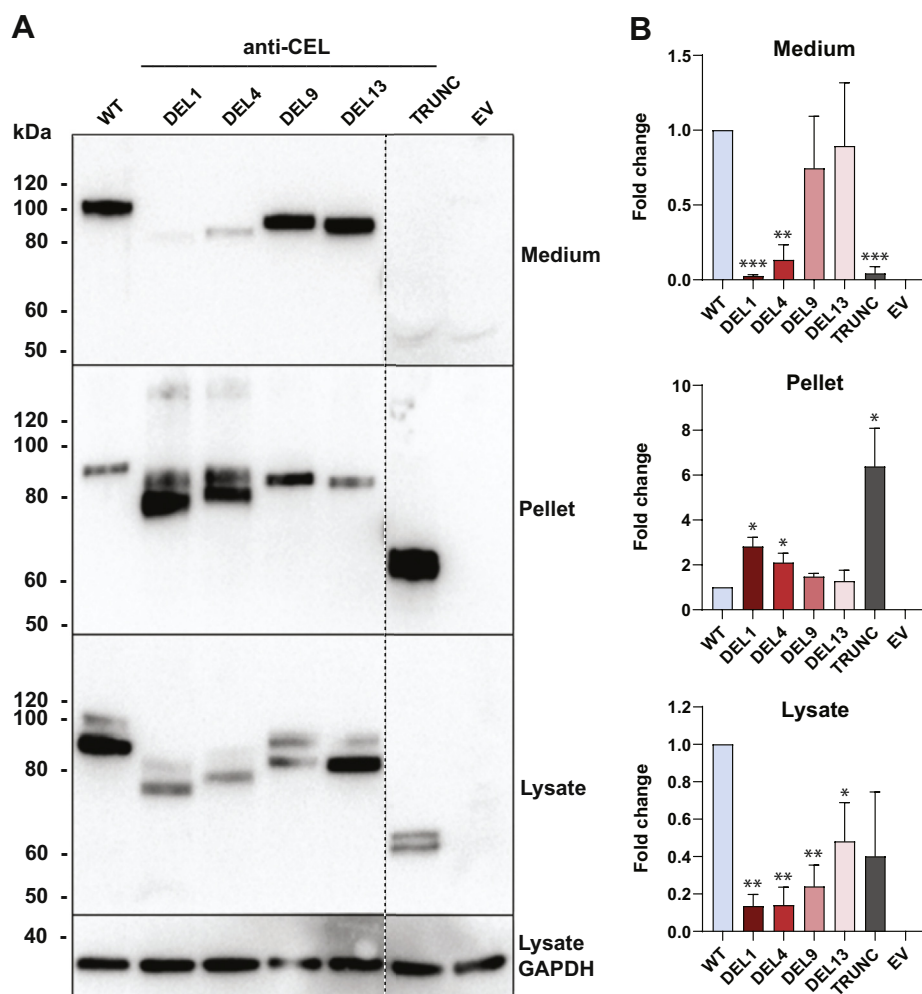 A
anti-CEL
WT DEL1 DEL4 DEL9 DEL13 TRUNC EV
kDa
120 -
100 -
80 -
60 -
50 -
Medium
120 -
100 -
80 -
60 -
50 -
Pellet
120 -
100 -
80 -
60 -
50 -
Lysate
40 -
Lysate
GAPDH
B
Medium
Fold change
1.5
1.0
0.5
0.0
*** ** ***
WT DEL1 DEL4 DEL9 DEL13 TRUNC EV
Pellet
Fold change
10
8
6
4
2
0
* * *
WT DEL1 DEL4 DEL9 DEL13 TRUNC EV
Lysate
Fold change
1.2
1.0
0.8
0.6
0.4
0.2
0.0
** ** ** *
WT DEL1 DEL4 DEL9 DEL13 TRUNC EV